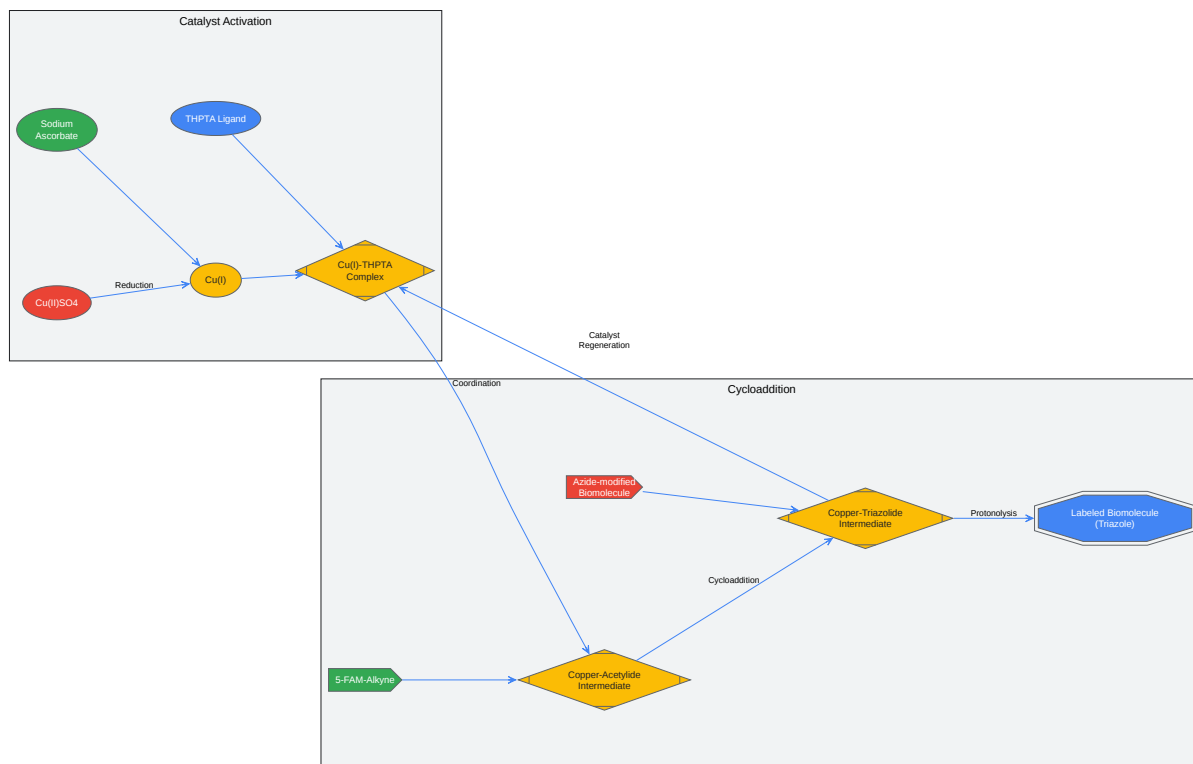 Catalyst Activation
Sodium
Ascorbate
THPTA Ligand
Cu(I)-THPTA
Complex
Cu(I)
Reduction
Cu(II)SO4
Catalyst
Regeneration
Coordination
Cycloaddition
Azide-modified
Biomolecule
Copper-Triazolide
Intermediate
Protonolysis
Labeled Biomolecule
(Triazole)
Cycloaddition
5-FAM-Alkyne
Copper-Acetylide
Intermediate